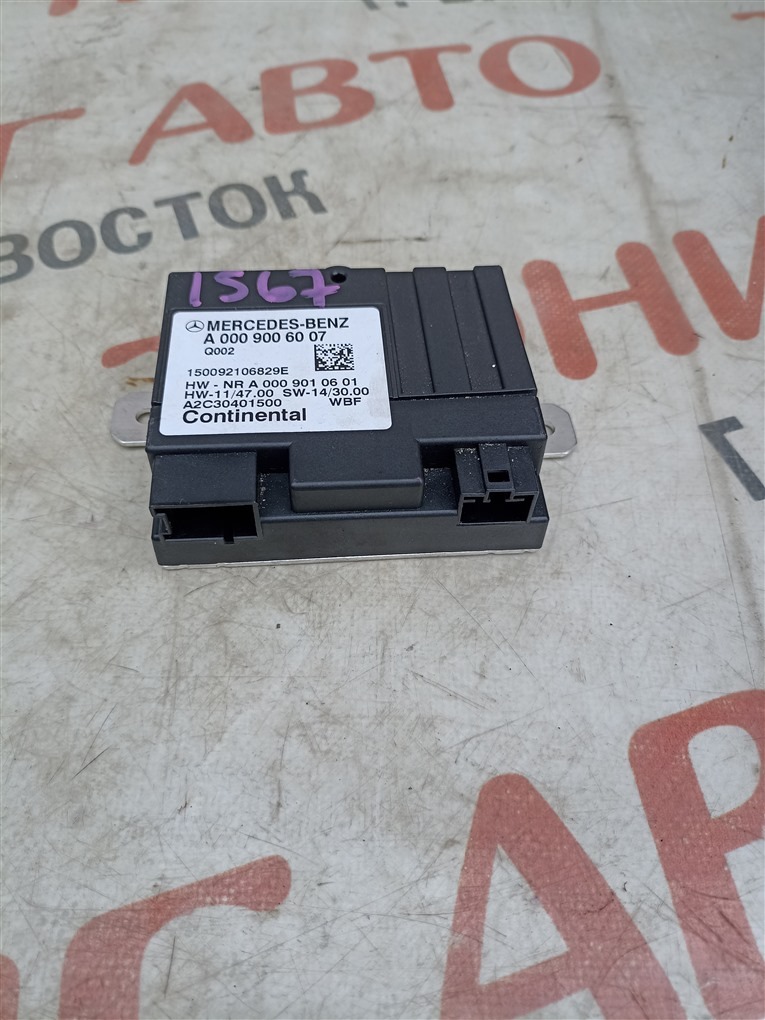 АВТО
ВОСТОК
1567
MERCEDES-BENZ
A 000 900 60 07
Q002
150092106829E
HW - NR A 000 901 06 01
HW-11/47.00 SW-14/30.00
A2C30401500 WBF
Continental